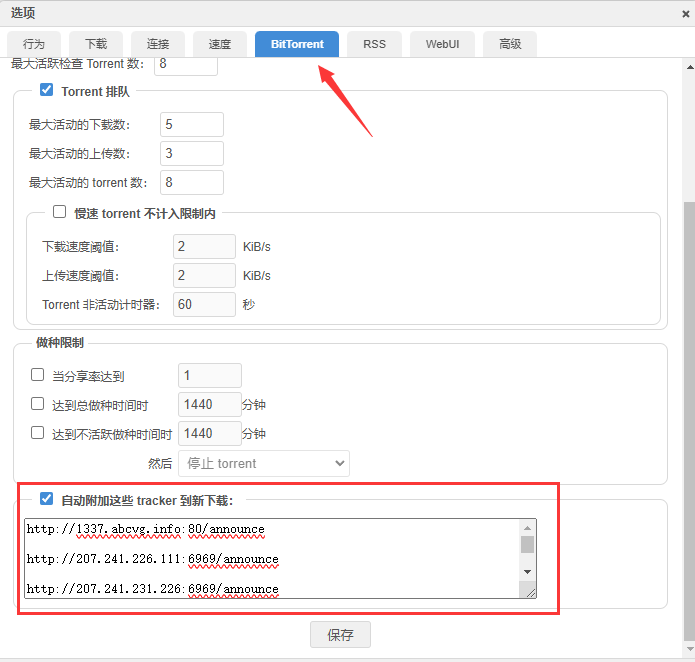 选项 ×
行为 下载 连接 速度 BitTorrent RSS WebUI 高级
最大活跃检查 Torrent 数： 8
Torrent 排队
最大活动的下载数： 5
最大活动的上传数： 3
最大活动的 torrent 数： 8
慢速 torrent 不计入限制内
下载速度阈值： 2 KiB/s
上传速度阈值： 2 KiB/s
Torrent 非活动计时器： 60 秒
做种限制
当分享率达到 1
达到总做种时间时 1440 分钟
达到不活跃做种时间时 1440 分钟
然后 停止 torrent
自动附加这些 tracker 到新下载：
http://1337.abcvg.info:80/announce
http://207.241.226.111:6969/announce
http://207.241.231.226:6969/announce
保存